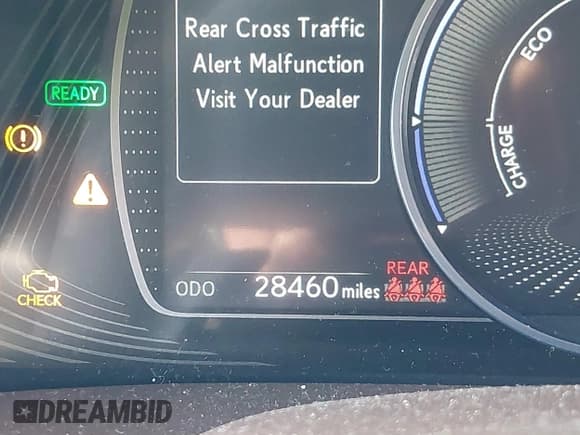 Rear Cross Traffic
Alert Malfunction
Visit Your Dealer
READY
ECO
CHARGE
CHECK
ODO 28460 miles
REAR
DREAMBID